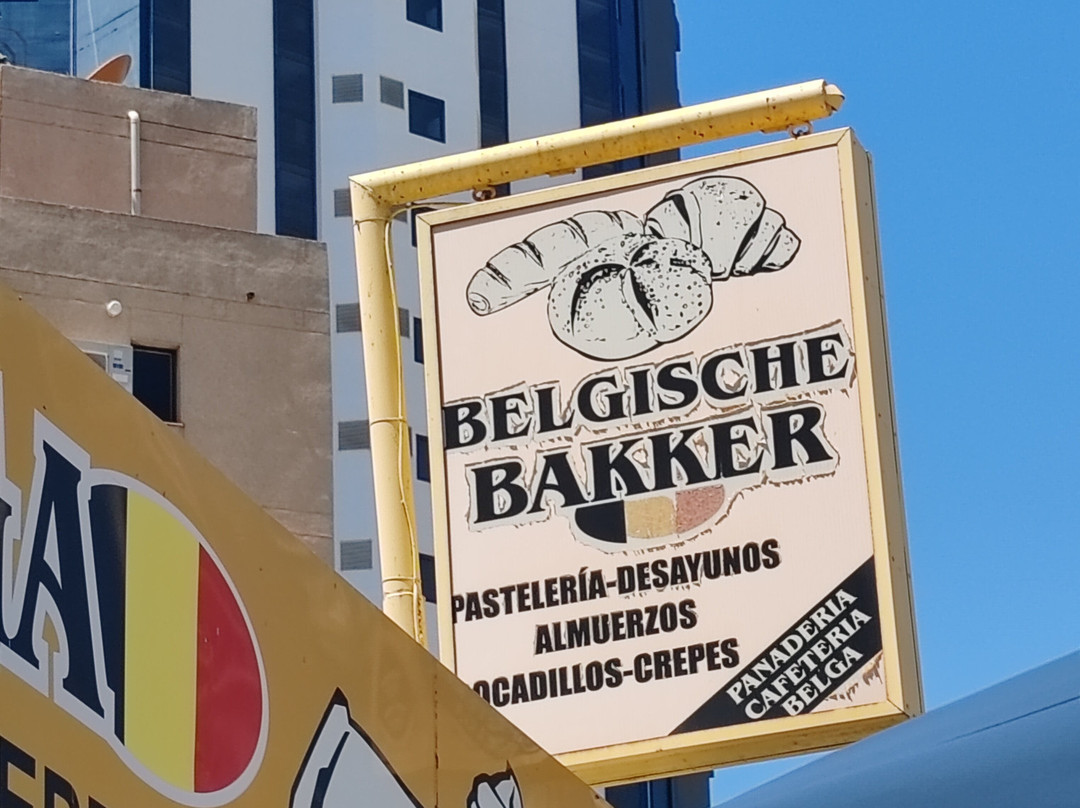 BELGISCHE
BAKKER
PASTELERÍA-DESAYUNOS
ALMUERZOS
OCADILLOS-CREPES
PANADERIA
CAFETERIA
BELGA
A